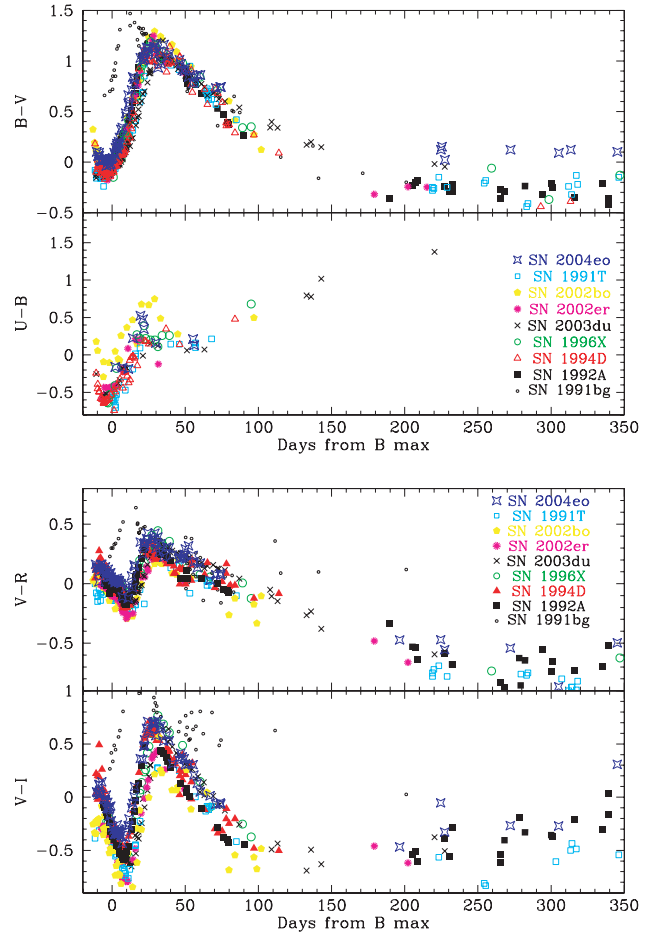 1.5
1
0.5
0
−0.5
B−V
1.5
1
0.5
0
−0.5
U−B
SN 2004eo
SN 1991T
SN 2002bo
SN 2002er
SN 2003du
SN 1996X
SN 1994D
SN 1992A
SN 1991bg
0 50 100 150 200 250 300 350
Days from B max
0.5
0
−0.5
V−R
SN 2004eo
SN 1991T
SN 2002bo
SN 2002er
SN 2003du
SN 1996X
SN 1994D
SN 1992A
SN 1991bg
1
0.5
0
−0.5
V−I
0 50 100 150 200 250 300 350
Days from B max